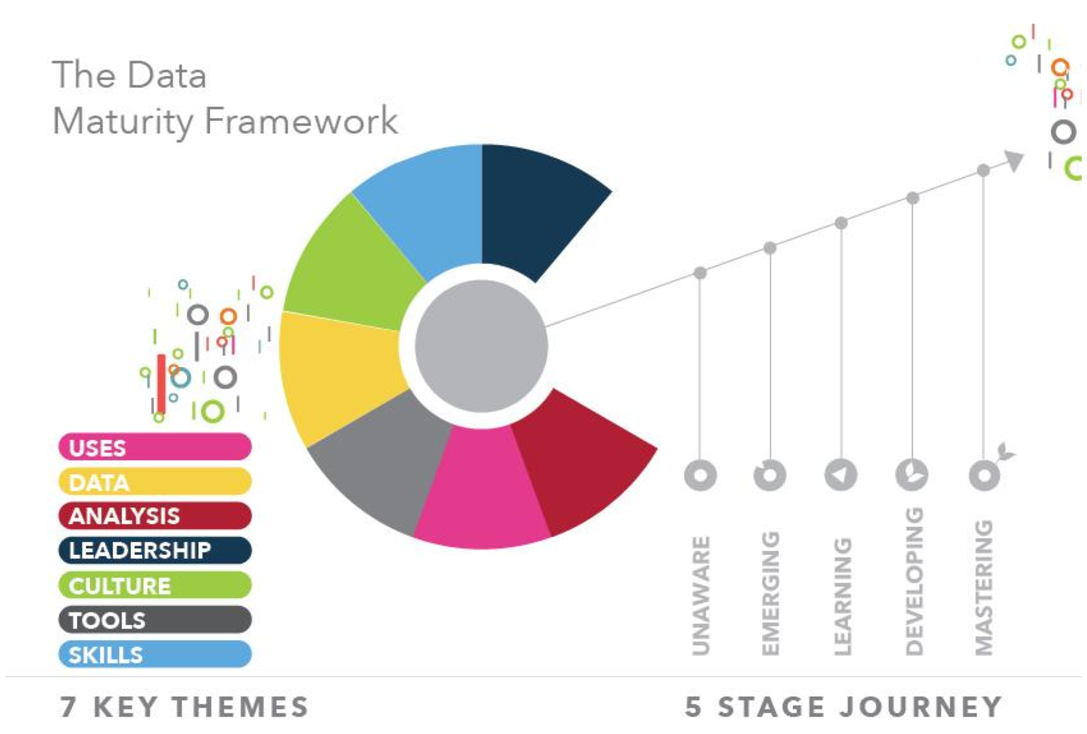 The Data
Maturity Framework
USES
DATA
ANALYSIS
LEADERSHIP
CULTURE
TOOLS
SKILLS
UNAWARE
EMERGING
LEARNING
DEVELOPING
MASTERING
7 KEY THEMES
5 STAGE JOURNEY